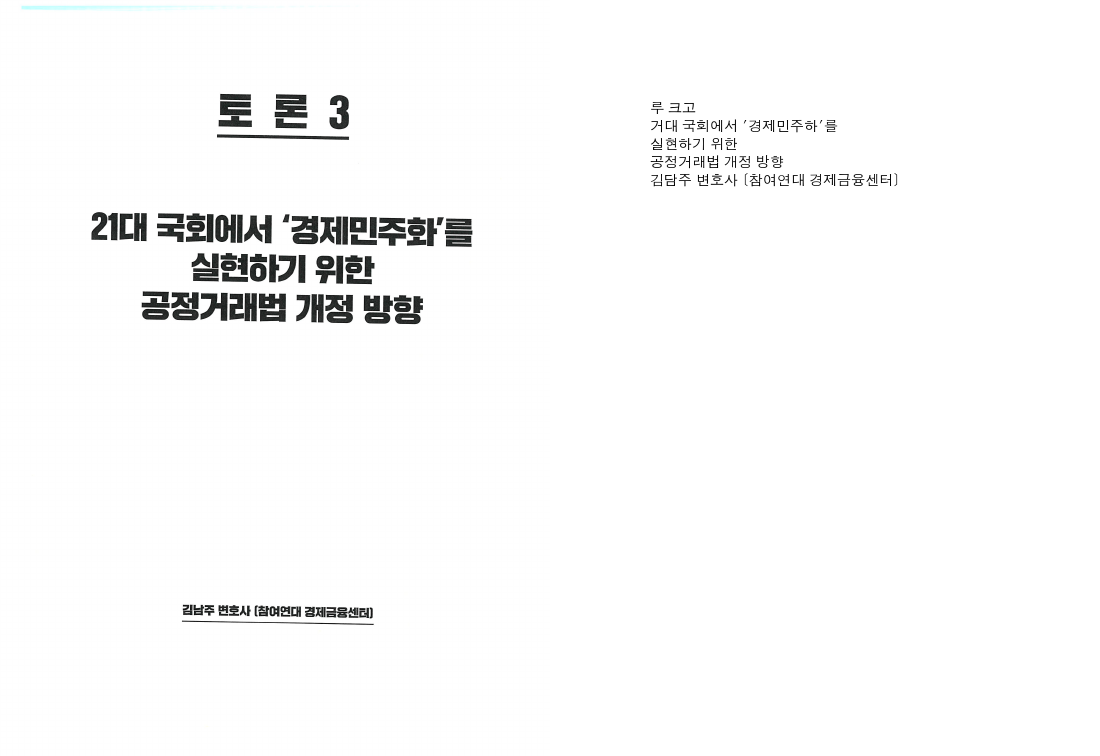 토 론 3
21대 국회에서 ‘경제민주화’를
실현하기 위한
공정거래법 개정 방향
김남주 변호사 (참여연대 경제금융센터)
루 크고
거대 국회에서 ‘경제민주하’를
실현하기 위한
공정거래법 개정 방향
김담주 변호사 (참여연대 경제금융센터)